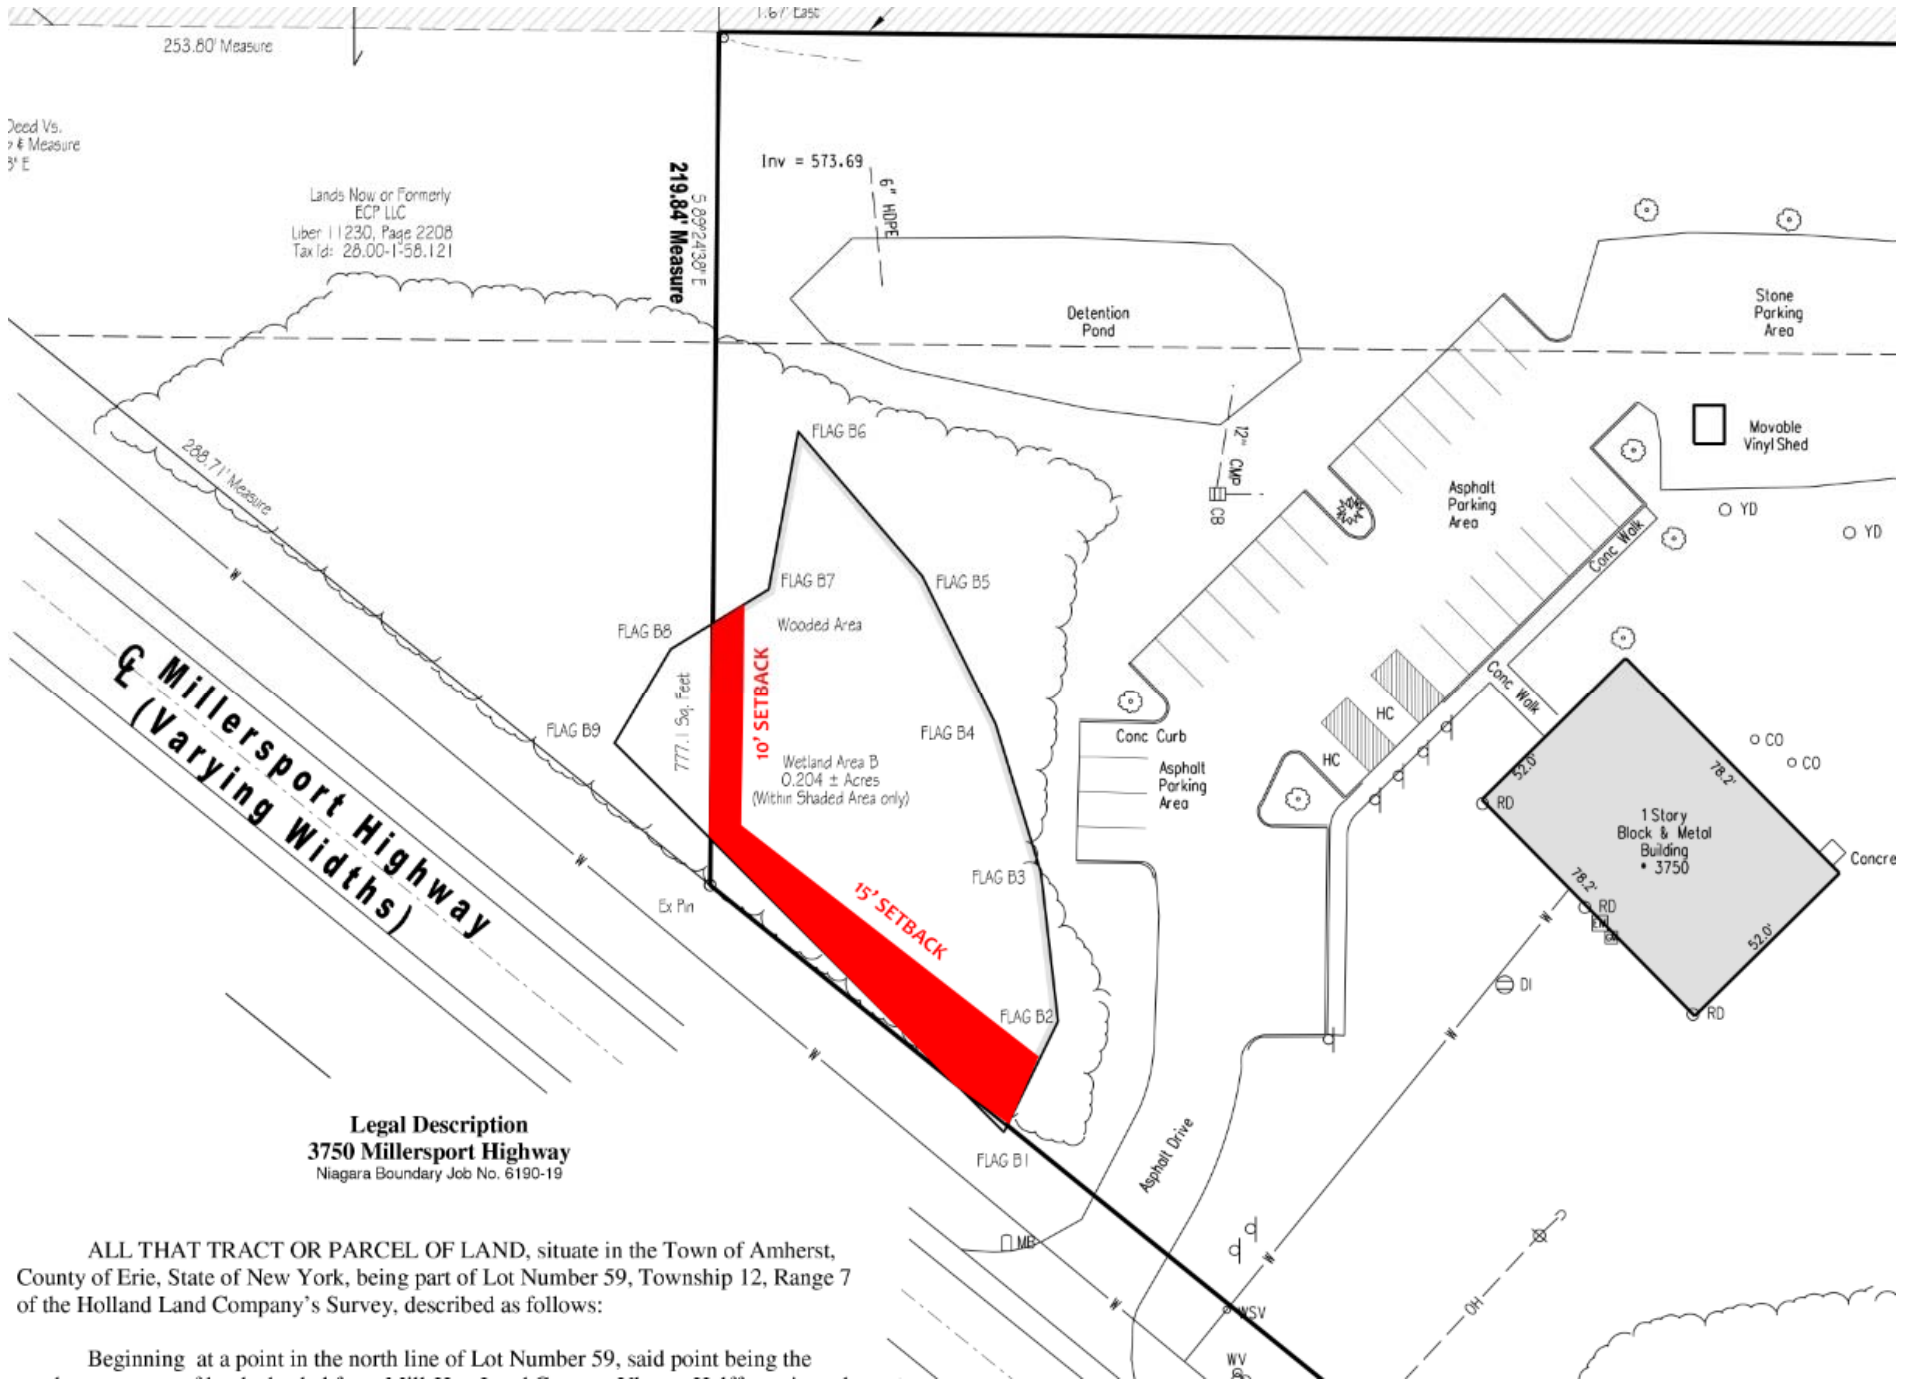 1.67' East
253.80' Measure
Deed Vs.
& Measure
8" E
Lands Now or Formerly
ECP LLC
Liber 11230, Page 2208
Tax Id: 28.00-1-58.121
S 89°24'38" E
219.84' Measure
Inv = 573.69
6" HDPE
Detention
Pond
Stone
Parking
Area
Movable
Vinyl Shed
288.71' Measure
FLAG B6
12" CMP
CB
Asphalt
Parking
Area
YD
YD
Conc Walk
FLAG B7
FLAG B5
W
FLAG B8
Wooded Area
10' SETBACK
777.1 Sq. Feet
FLAG B9
FLAG B4
Wetland Area B
0.204 ± Acres
(Within Shaded Area only)
Conc Curb
Asphalt
Parking
Area
HC
HC
Conc Walk
CO
CO
52.0'
78.2'
RD
1 Story
Block & Metal
Building
* 3750
Concre
78.2'
RD
EM
GM
52.0'
RD
DI
W
W
℄ Millersport Highway
(Varying Widths)
W
FLAG B3
15' SETBACK
Ex Pin
FLAG B2
W
FLAG B1
Asphalt Drive
MB
W
W
WSV
WV
OH
Legal Description
3750 Millersport Highway
Niagara Boundary Job No. 6190-19
ALL THAT TRACT OR PARCEL OF LAND, situate in the Town of Amherst,
County of Erie, State of New York, being part of Lot Number 59, Township 12, Range 7
of the Holland Land Company's Survey, described as follows:
Beginning at a point in the north line of Lot Number 59, said point being the